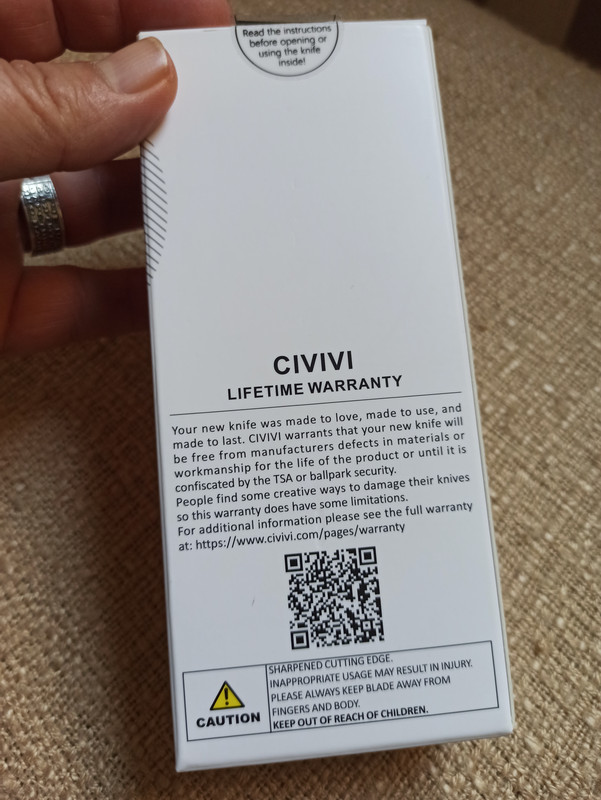 Read the instructions
before opening or
using the knife
inside!
CIVIVI
LIFETIME WARRANTY
Your new knife was made to love, made to use, and
made to last. CIVIVI warrants that your new knife will
be free from manufacturers defects in materials or
workmanship for the life of the product or until it is
confiscated by the TSA or ballpark security.
People find some creative ways to damage their knives
so this warranty does have some limitations.
For additional information please see the full warranty
at: https://www.civivi.com/pages/warranty
CAUTION
SHARPENED CUTTING EDGE.
INAPPROPRIATE USAGE MAY RESULT IN INJURY.
PLEASE ALWAYS KEEP BLADE AWAY FROM
FINGERS AND BODY.
KEEP OUT OF REACH OF CHILDREN.